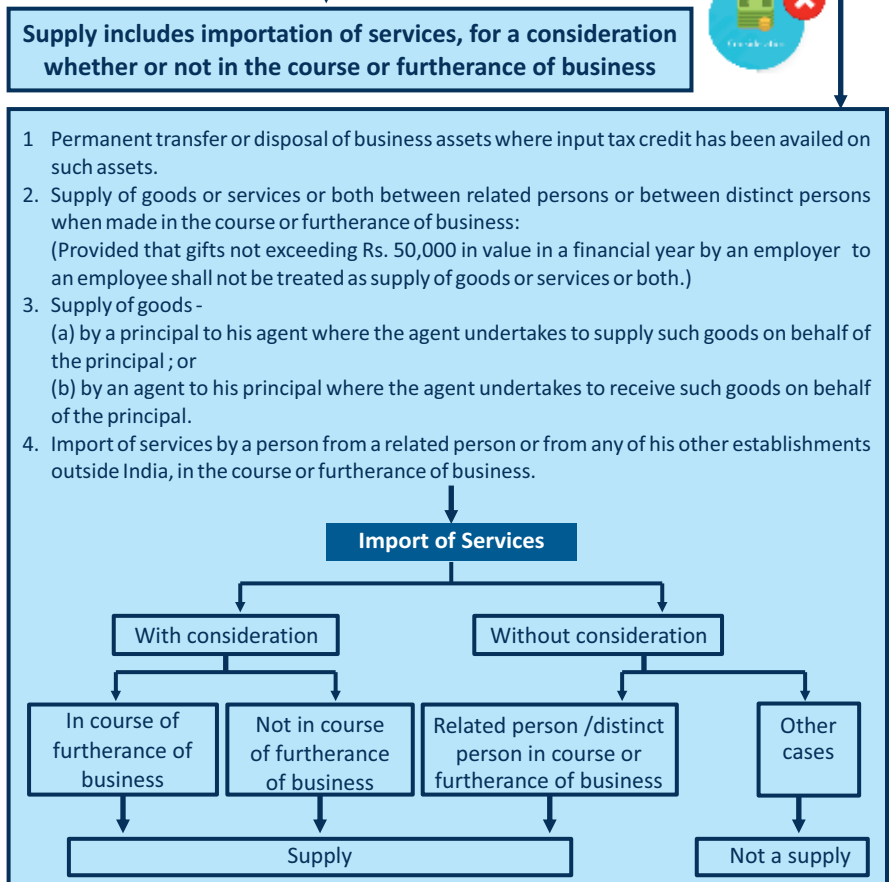 Consideration
Supply includes importation of services, for a consideration
whether or not in the course or furtherance of business
1 Permanent transfer or disposal of business assets where input tax credit has been availed on
such assets.
2. Supply of goods or services or both between related persons or between distinct persons
when made in the course or furtherance of business:
(Provided that gifts not exceeding Rs. 50,000 in value in a financial year by an employer to
an employee shall not be treated as supply of goods or services or both.)
3. Supply of goods -
(a) by a principal to his agent where the agent undertakes to supply such goods on behalf of
the principal ; or
(b) by an agent to his principal where the agent undertakes to receive such goods on behalf
of the principal.
4. Import of services by a person from a related person or from any of his other establishments
outside India, in the course or furtherance of business.
Import of Services
With consideration
Without consideration
In course of
furtherance of
business
Not in course
of furtherance
of business
Related person /distinct
person in course or
furtherance of business
Other
cases
Supply
Not a supply